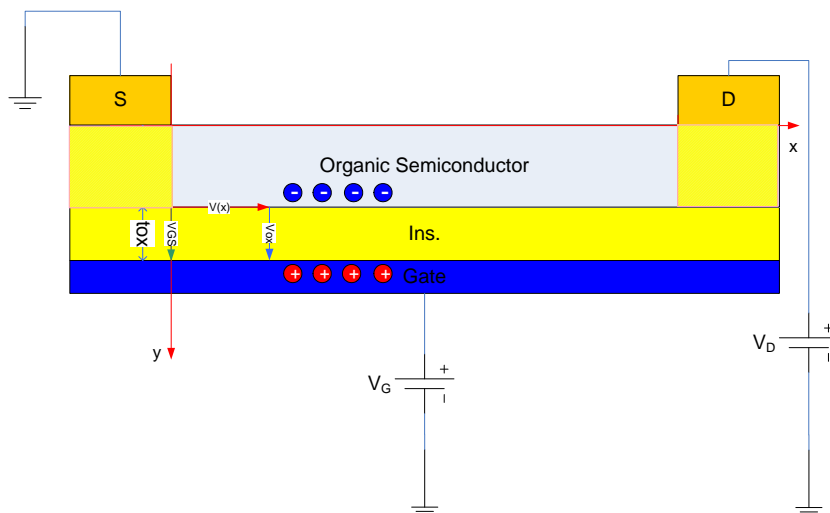 S
D
x
Organic Semiconductor
V(x)
tox
VGS
Vox
Ins.
Gate
y
VG
VD
+
-
+
-
- - - -
+ + + +